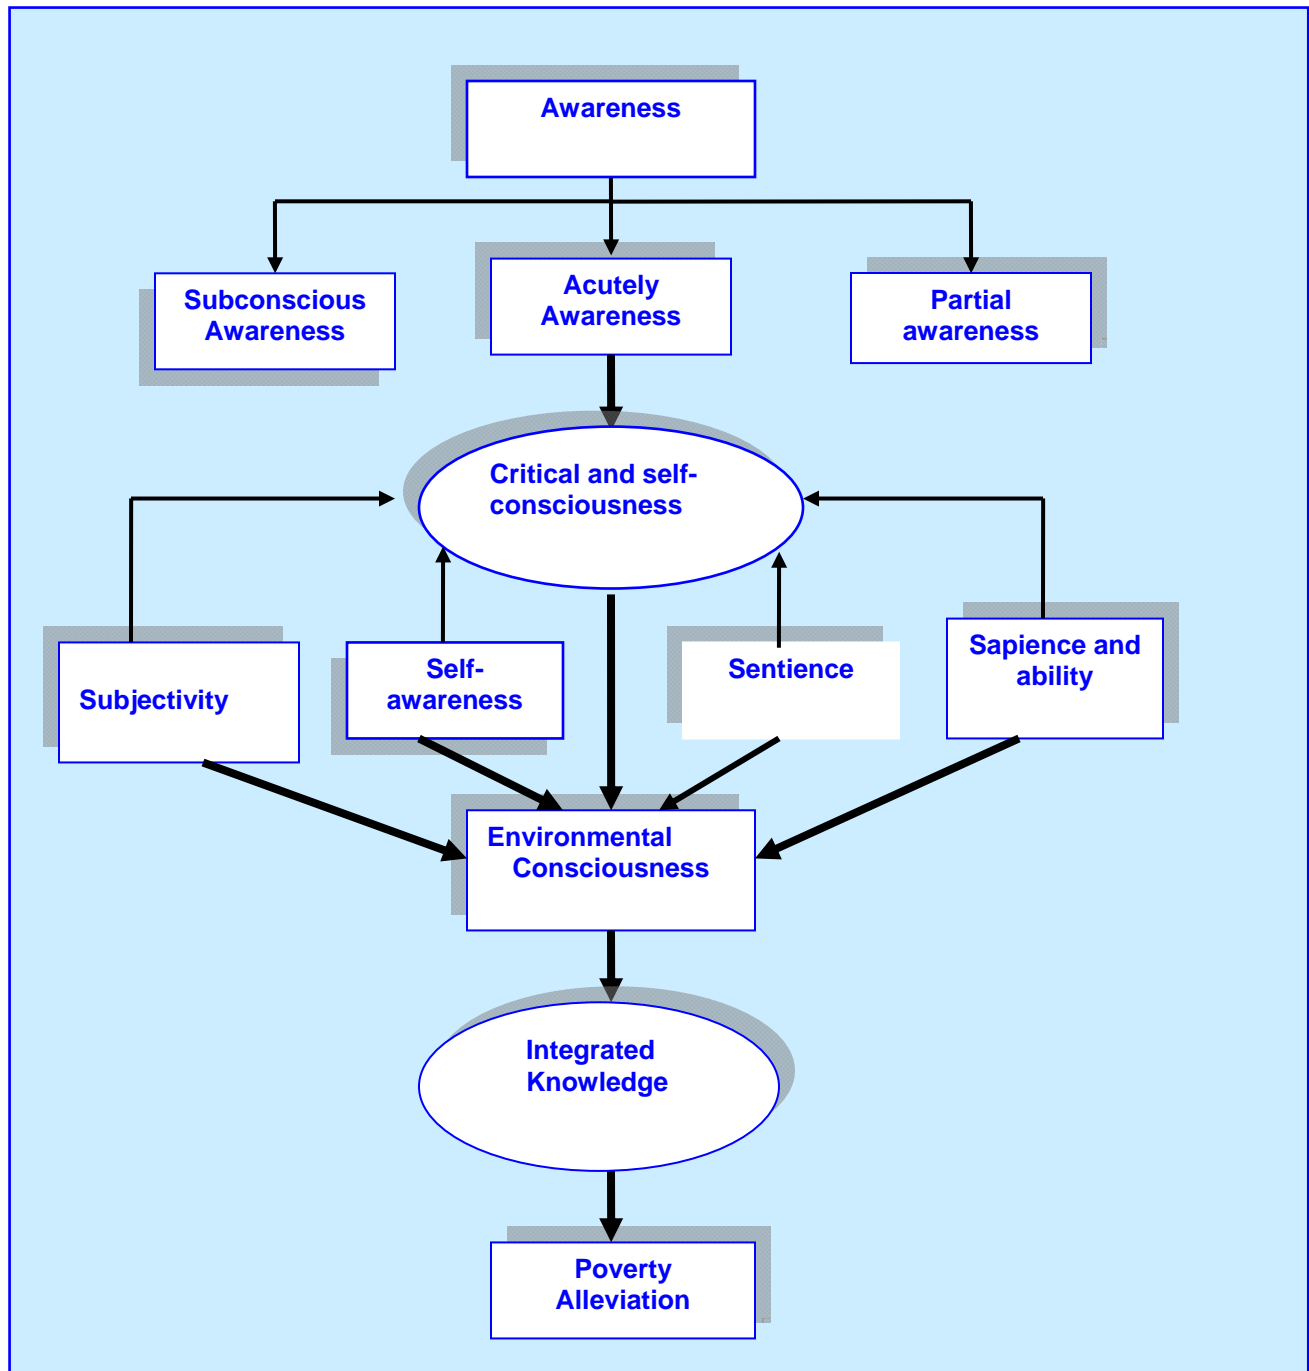 Awareness
Subconscious
Awareness
Acutely
Awareness
Partial
awareness
Critical and self-
consciousness
Subjectivity
Self-
awareness
Sentience
Sapience and
ability
Environmental
Consciousness
Integrated
Knowledge
Poverty
Alleviation